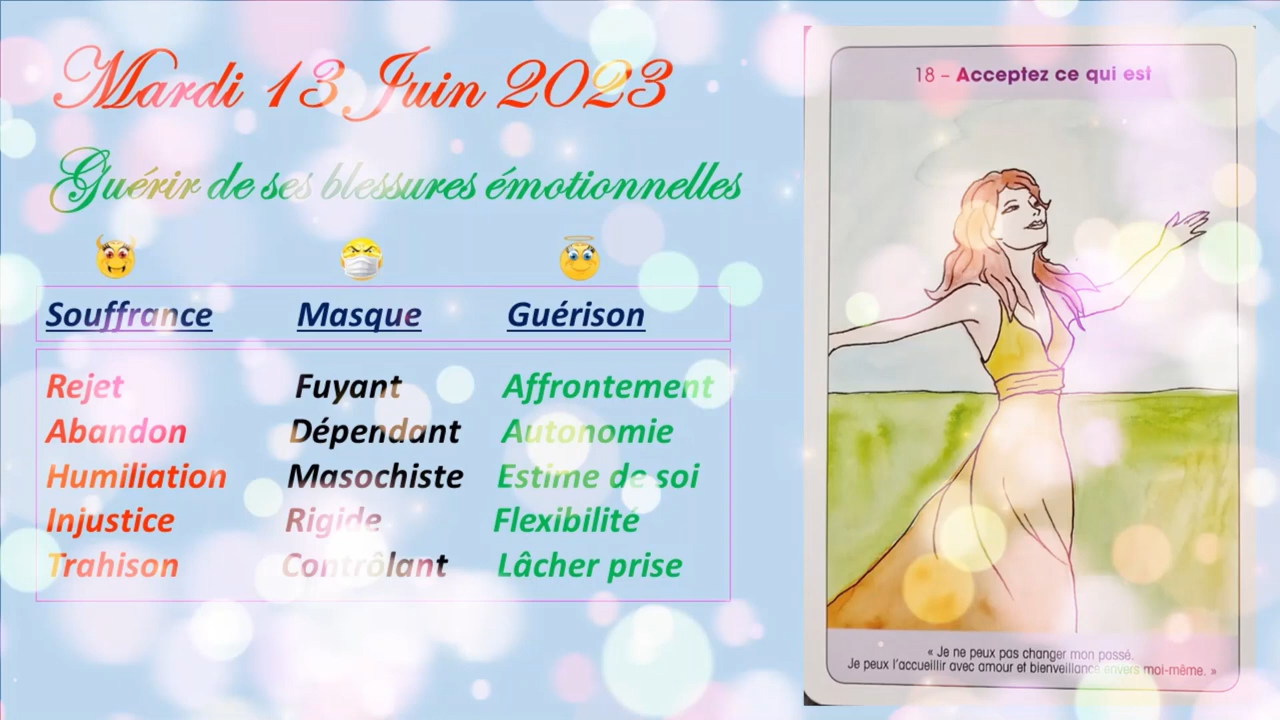 Mardi 13 Juin 2023
Guérir de ses blessures émotionnelles
Souffrance Masque Guérison
Rejet Fuyant Affrontement
Abandon Dépendant Autonomie
Humiliation Masochiste Estime de soi
Injustice Rigide Flexibilité
Trahison Contrôlant Lâcher prise
18 – Acceptez ce qui est
« Je ne peux pas changer mon passé.
Je peux l'accueillir avec amour et bienveillance envers moi-même. »